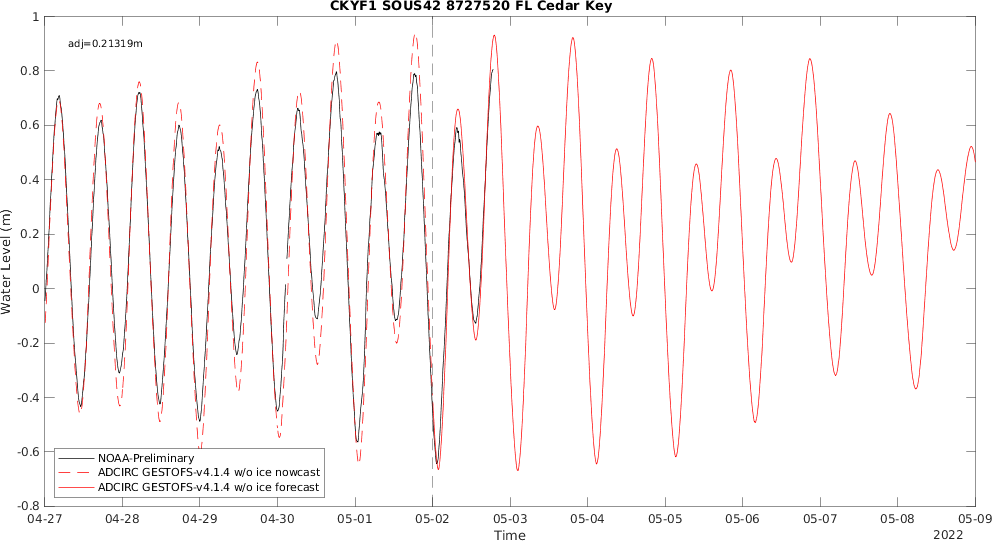 CKYF1 SOUS42 8727520 FL Cedar Key
adj=0.21319m
1
0.8
0.6
0.4
0.2
0
-0.2
-0.4
-0.6
-0.8
Water Level (m)
NOAA-Preliminary
ADCIRC GESTOFS-v4.1.4 w/o ice nowcast
ADCIRC GESTOFS-v4.1.4 w/o ice forecast
04-27 04-28 04-29 04-30 05-01 05-02 05-03 05-04 05-05 05-06 05-07 05-08 05-09
Time
2022